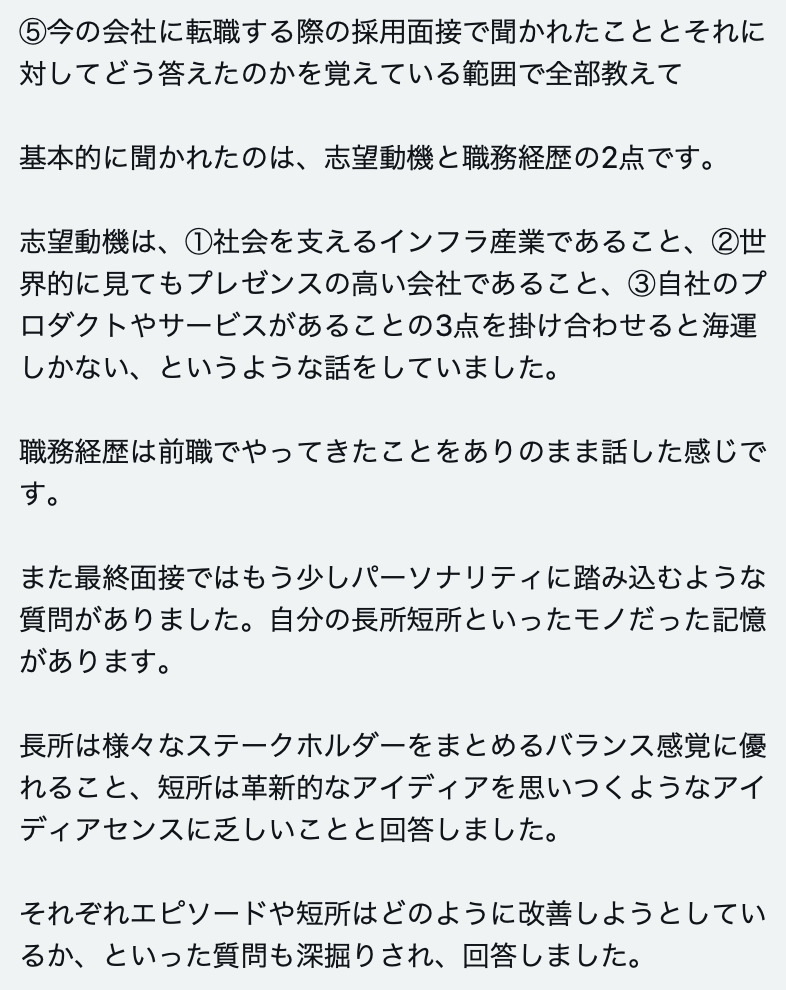 ⑤今の会社に転職する際の採用面接で聞かれたこととそれに
対してどう答えたのかを覚えている範囲で全部教えて
基本的に聞かれたのは、志望動機と職務経歴の2点です。
志望動機は、①社会を支えるインフラ産業であること、②世
界的に見てもプレゼンスの高い会社であること、③自社のプ
ロダクトやサービスがあることの3点を掛け合わせると海運
しかない、というような話をしていました。
職務経歴は前職でやってきたことをありのまま話した感じで
す。
また最終面接ではもう少しパーソナリティに踏み込むような
質問がありました。自分の長所短所といったモノだった記憶
があります。
長所は様々なステークホルダーをまとめるバランス感覚に優
れること、短所は革新的なアイディアを思いつくようなアイ
ディアセンスに乏しいことと回答しました。
それぞれエピソードや短所はどのように改善しようとしてい
るか、といった質問も深掘りされ、回答しました。